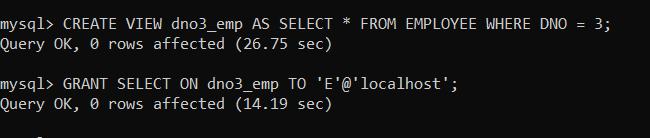 mysql> CREATE VIEW dno3_emp AS SELECT * FROM EMPLOYEE WHERE DNO = 3;
Query OK, 0 rows affected (26.75 sec)
mysql> GRANT SELECT ON dno3_emp TO 'E'@'localhost';
Query OK, 0 rows affected (14.19 sec)